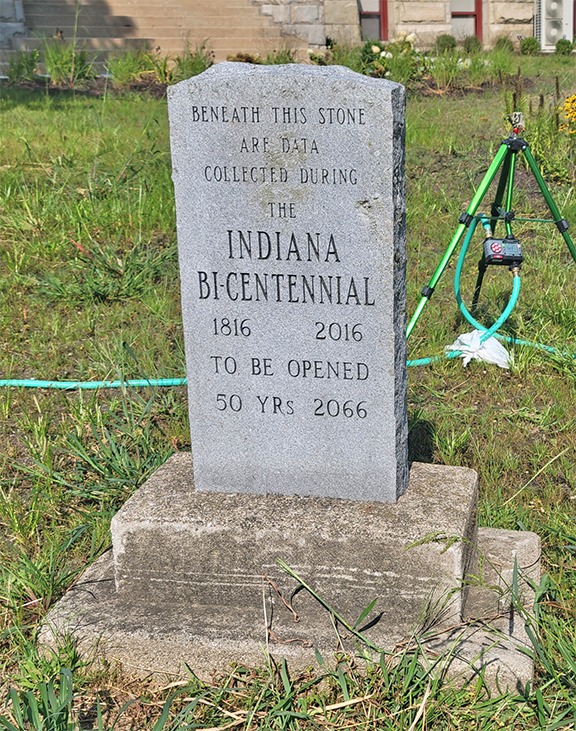 BENEATH THIS STONE
ARE DATA
COLLECTED DURING
THE
INDIANA
BI-CENTENNIAL
1816 2016
TO BE OPENED
50 YRs 2066